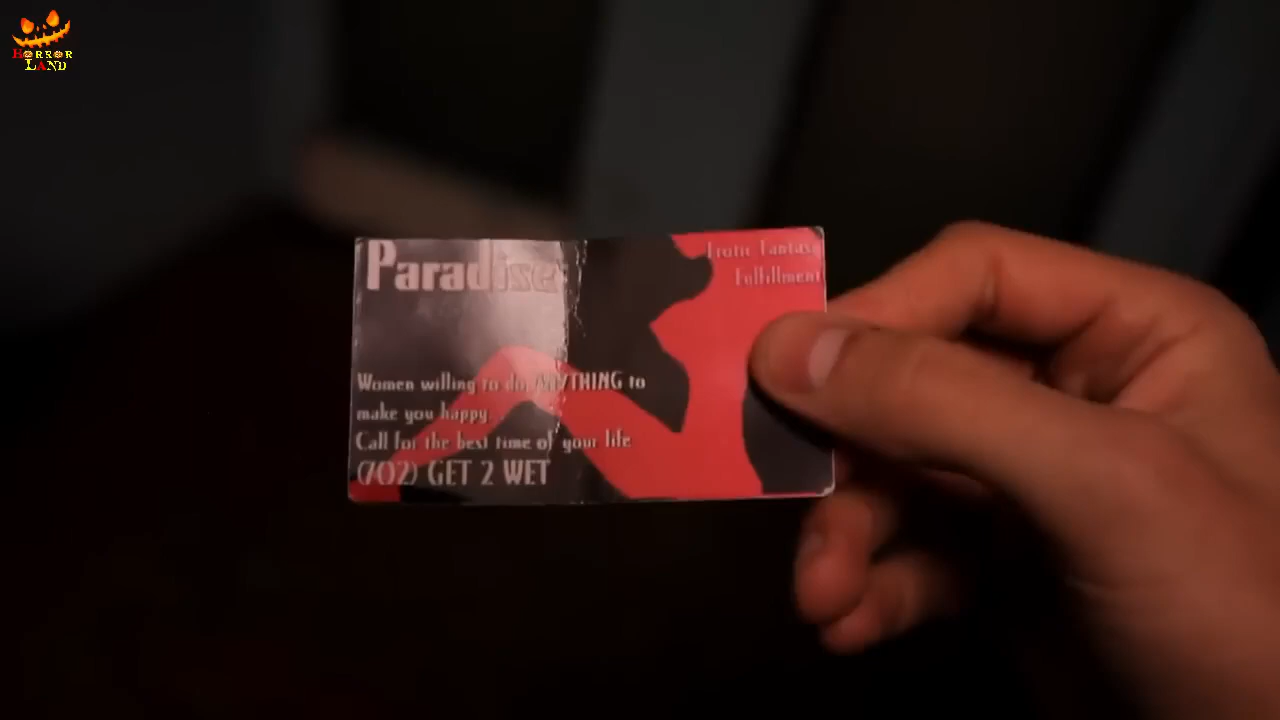 HORROR
LAND
Paradise
Erotic Fantasy
Fulfillment
Women willing to do ANYTHING to
make you happy...
Call for the best time of your life
(702) GET 2 WET